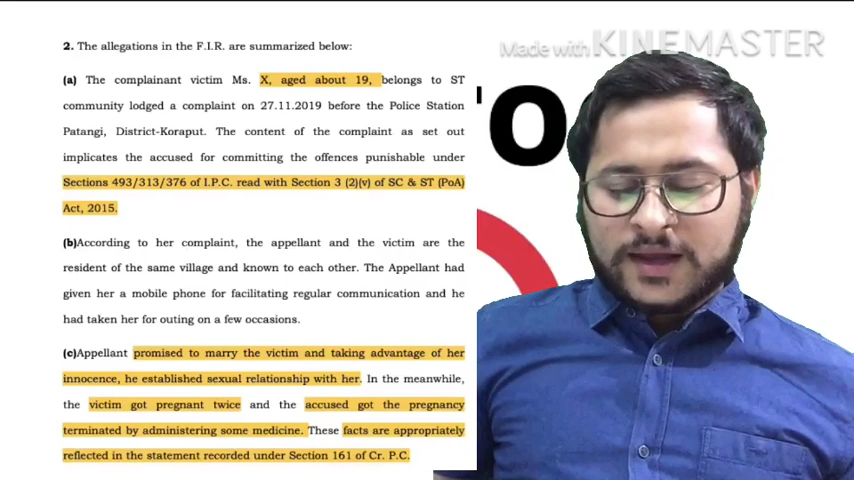 2. The allegations in the F.I.R. are summarized below:
(a) The complainant victim Ms. X, aged about 19, belongs to ST
community lodged a complaint on 27.11.2019 before the Police Station
Patangi, District-Koraput. The content of the complaint as set out
implicates the accused for committing the offences punishable under
Sections 493/313/376 of I.P.C. read with Section 3 (2)(v) of SC & ST (PoA)
Act, 2015.
(b)According to her complaint, the appellant and the victim are the
resident of the same village and known to each other. The Appellant had
given her a mobile phone for facilitating regular communication and he
had taken her for outing on a few occasions.
(c)Appellant promised to marry the victim and taking advantage of her
innocence, he established sexual relationship with her. In the meanwhile,
the victim got pregnant twice and the accused got the pregnancy
terminated by administering some medicine. These facts are appropriately
reflected in the statement recorded under Section 161 of Cr. P.C.
Made with KINEMASTER